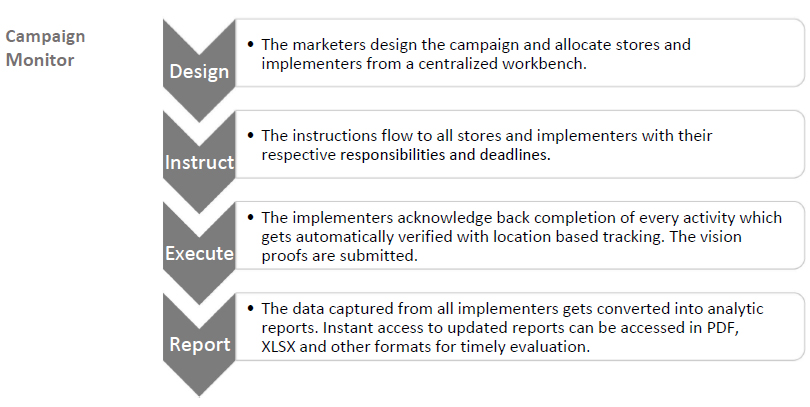 Campaign
Monitor
Design
• The marketers design the campaign and allocate stores and
implementers from a centralized workbench.
Instruct
• The instructions flow to all stores and implementers with their
respective responsibilities and deadlines.
Execute
• The implementers acknowledge back completion of every activity which
gets automatically verified with location based tracking. The vision
proofs are submitted.
Report
• The data captured from all implementers gets converted into analytic
reports. Instant access to updated reports can be accessed in PDF,
XLSX and other formats for timely evaluation.